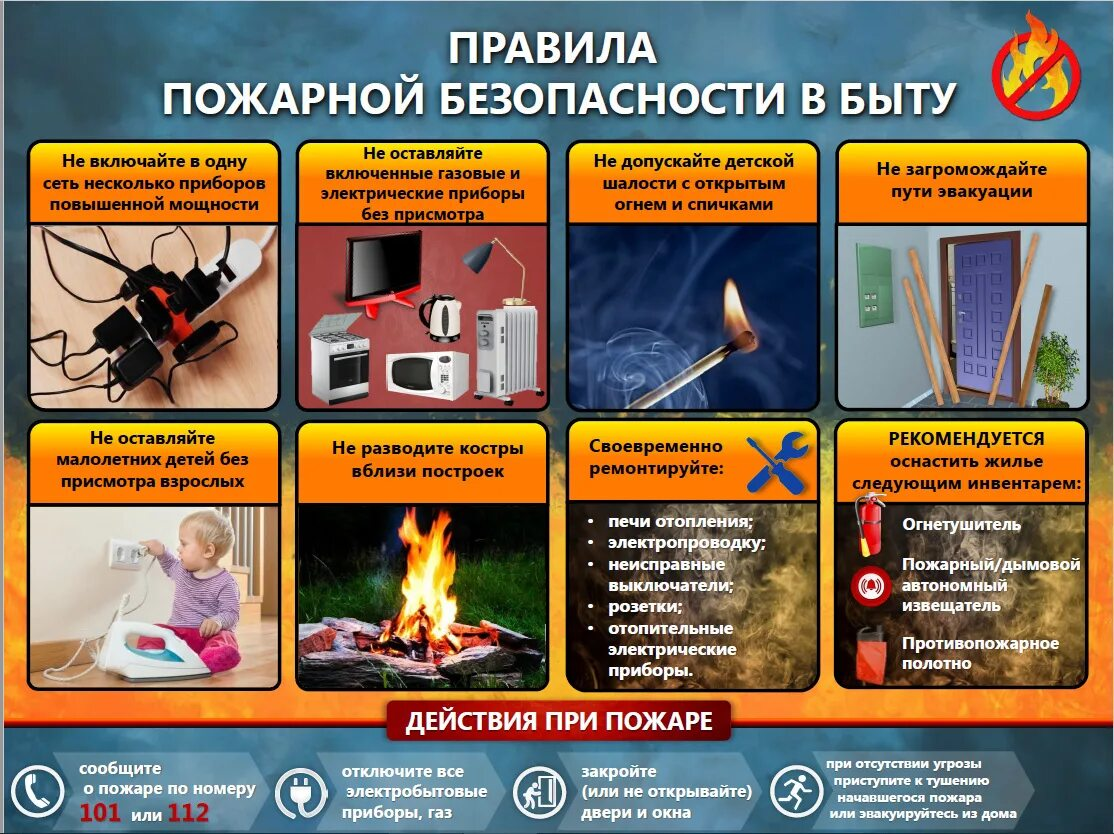 ПРАВИЛА
ПОЖАРНОЙ БЕЗОПАСНОСТИ В БЫТУ
Не включайте в одну
сеть несколько приборов
повышенной мощности
Не оставляйте
включенные газовые и
электрические приборы
без присмотра
Не допускайте детской
шалости с открытым
огнем и спичками
Не загромождайте
пути эвакуации
Не оставляйте
малолетних детей без
присмотра взрослых
Не разводите костры
вблизи построек
Своевременно
ремонтируйте:
• печи отопления;
• электропроводку;
• неисправные
выключатели;
• розетки;
• отопительные
электрические
приборы.
РЕКОМЕНДУЕТСЯ
оснастить жилье
следующим инвентарем:
Огнетушитель
Пожарный/дымовой
автономный
извещатель
Противопожарное
полотно
ДЕЙСТВИЯ ПРИ ПОЖАРЕ
сообщите
о пожаре по номеру
101 или 112
отключите все
электробытовые
приборы, газ
закройте
(или не открывайте)
двери и окна
при отсутствии угрозы
приступите к тушению
начавшегося пожара
или эвакуируйтесь из дома